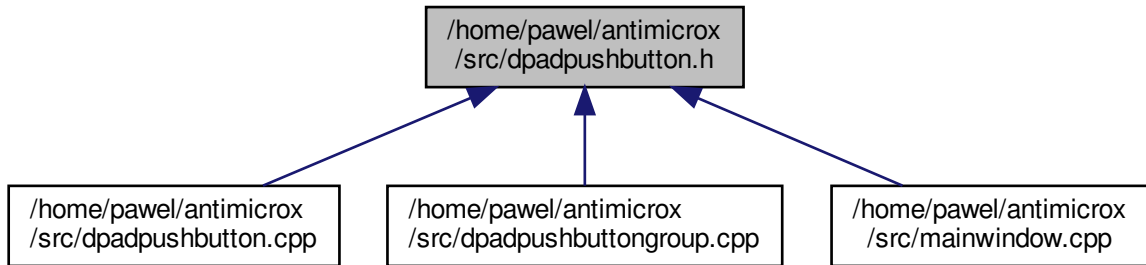 /home/pawel/antimicrox
/src/dpadpushbutton.h
/home/pawel/antimicrox
/src/dpadpushbutton.cpp
/home/pawel/antimicrox
/src/dpadpushbuttongroup.cpp
/home/pawel/antimicrox
/src/mainwindow.cpp